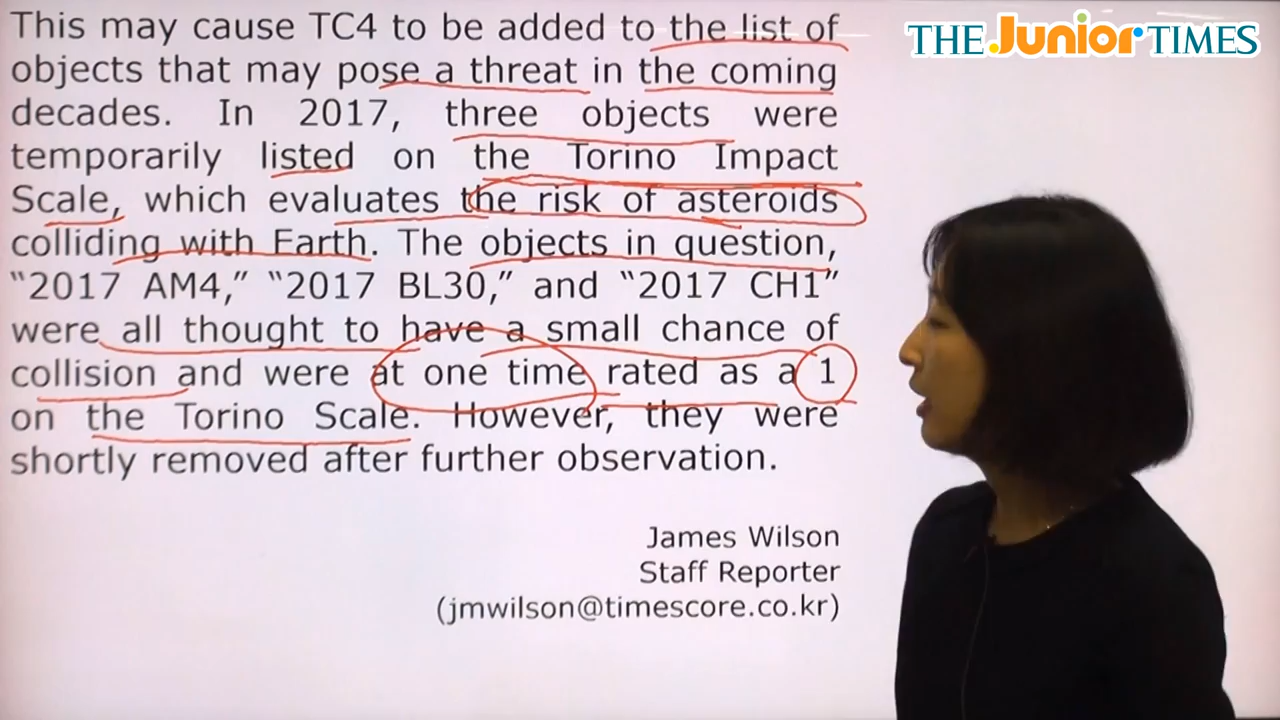 This may cause TC4 to be added to the list of
objects that may pose a threat in the coming
decades. In 2017, three objects were
temporarily listed on the Torino Impact
Scale, which evaluates the risk of asteroids
colliding with Earth. The objects in question,
“2017 AM4,” “2017 BL30,” and “2017 CH1”
were all thought to have a small chance of
collision and were at one time rated as a 1
on the Torino Scale. However, they were
shortly removed after further observation.
James Wilson
Staff Reporter
(jmwilson@timescore.co.kr)
THE Junior TIMES